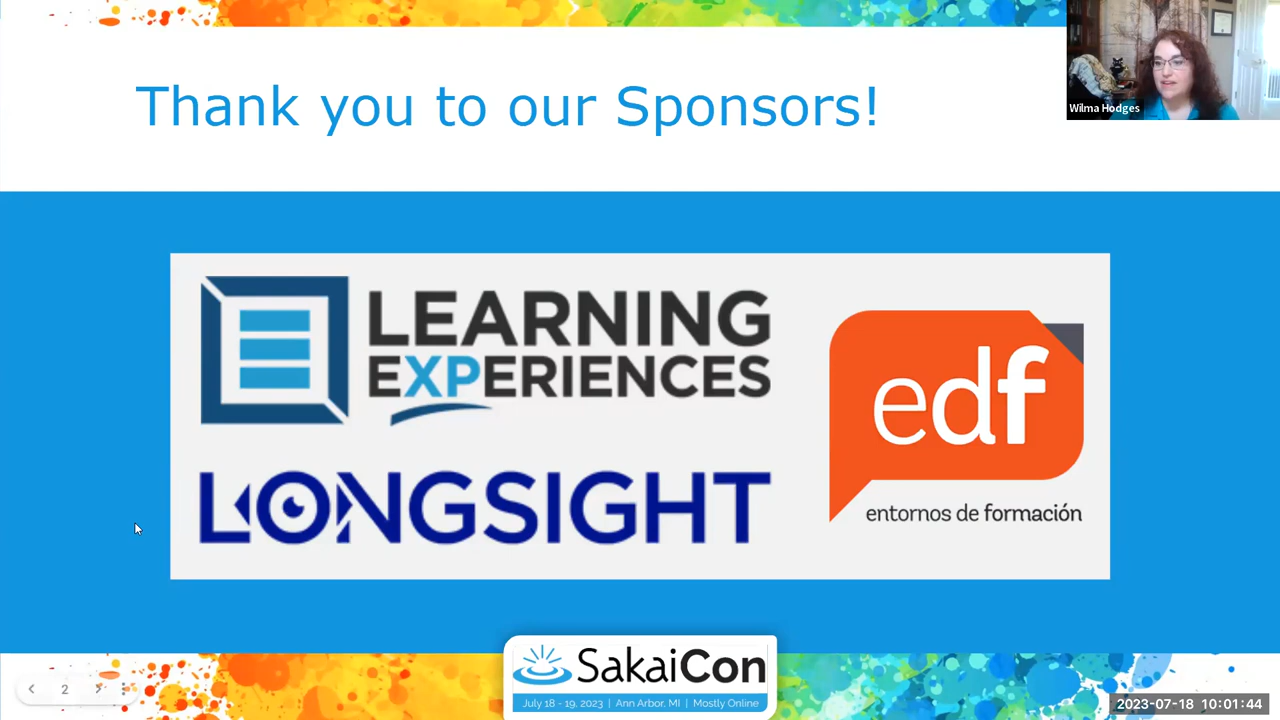 Thank you to our Sponsors!
Wilma Hodges
LEARNING
EXPERIENCES
LONGSIGHT
edf
entornos de formación
SakaiCon
July 18 - 19, 2023 | Ann Arbor, MI | Mostly Online
2
2023-07-18 10:01:44